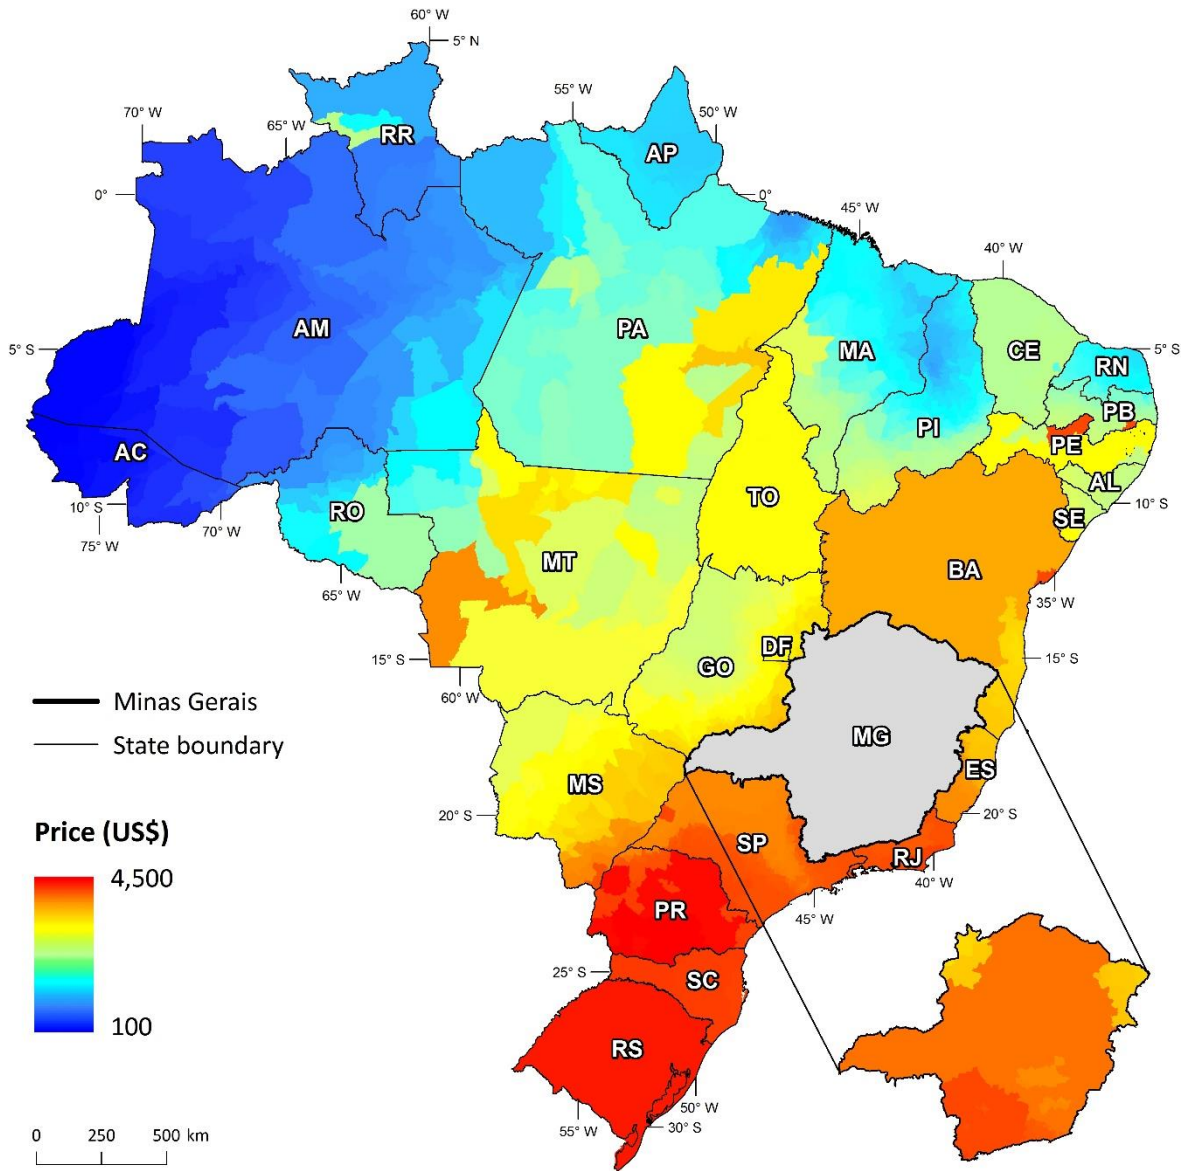 60° W
5° N
55° W
70° W
50° W
65° W
RR
AP
0°
0°
45° W
40° W
AM
PA
MA
CE
5° S
5° S
RN
PB
PI
PE
AC
AL
TO
10° S
RO
SE
10° S
70° W
75° W
MT
BA
65° W
35° W
DF
15° S
GO
15° S
60° W
Minas Gerais
State boundary
MG
ES
MS
20° S
20° S
Price (US$)
SP
RJ
4,500
40° W
45° W
PR
25° S
SC
100
RS
50° W
55° W
30° S
0 250 500 km